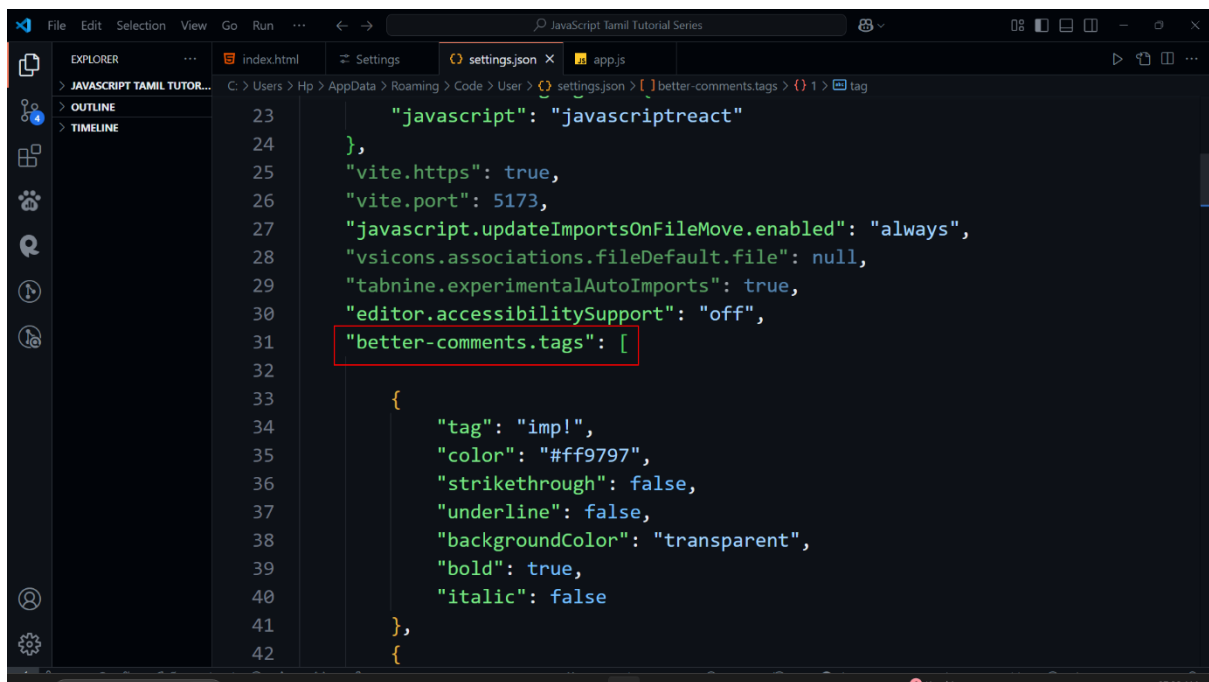 File Edit Selection View Go Run ··· JavaScript Tamil Tutorial Series
EXPLORER ···
JAVASCRIPT TAMIL TUTOR...
OUTLINE
TIMELINE
4
index.html Settings settings.json app.js
C: > Users > Hp > AppData > Roaming > Code > User > {} settings.json > [ ] better-comments.tags > {} 1 > tag
23 "javascript": "javascriptreact"
24 },
25 "vite.https": true,
26 "vite.port": 5173,
27 "javascript.updateImportsOnFileMove.enabled": "always",
28 "vsicons.associations.fileDefault.file": null,
29 "tabnine.experimentalAutoImports": true,
30 "editor.accessibilitySupport": "off",
31 "better-comments.tags": [
32
33 {
34 "tag": "imp!",
35 "color": "#ff9797",
36 "strikethrough": false,
37 "underline": false,
38 "backgroundColor": "transparent",
39 "bold": true,
40 "italic": false
41 },
42 {